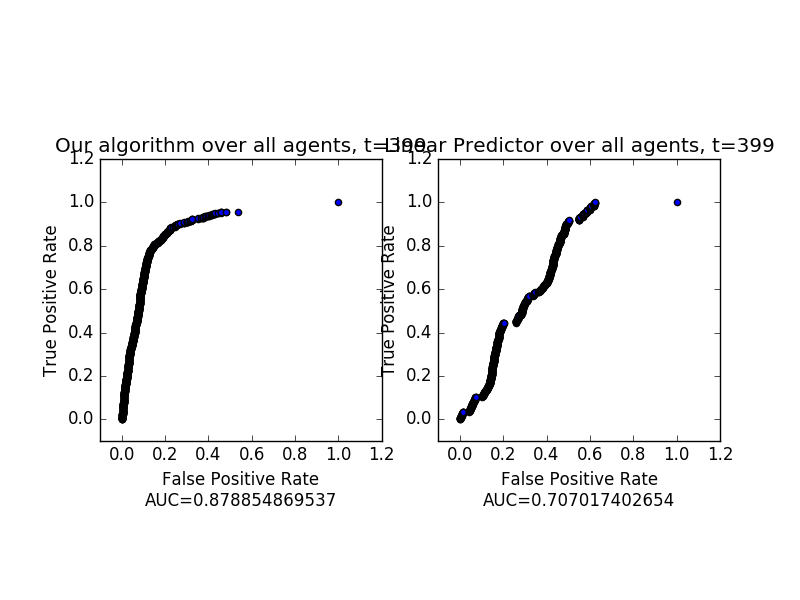 Our algorithm over all agents, t=399
Linear Predictor over all agents, t=399
True Positive Rate
1.2
1.0
0.8
0.6
0.4
0.2
0.0
0.0 0.2 0.4 0.6 0.8 1.0 1.2
False Positive Rate
AUC=0.878854869537
True Positive Rate
1.2
1.0
0.8
0.6
0.4
0.2
0.0
0.0 0.2 0.4 0.6 0.8 1.0 1.2
False Positive Rate
AUC=0.707017402654